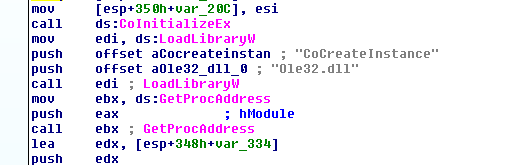 mov [esp+350h+var_20C], esi
call ds:CoInitializeEx
mov edi, ds:LoadLibraryW
push offset aCocreateinstan ; "CoCreateInstance"
push offset aOle32_dll_0 ; "Ole32.dll"
call edi ; LoadLibraryW
mov ebx, ds:GetProcAddress
push eax ; hModule
call ebx ; GetProcAddress
lea edx, [esp+348h+var_334]
push edx